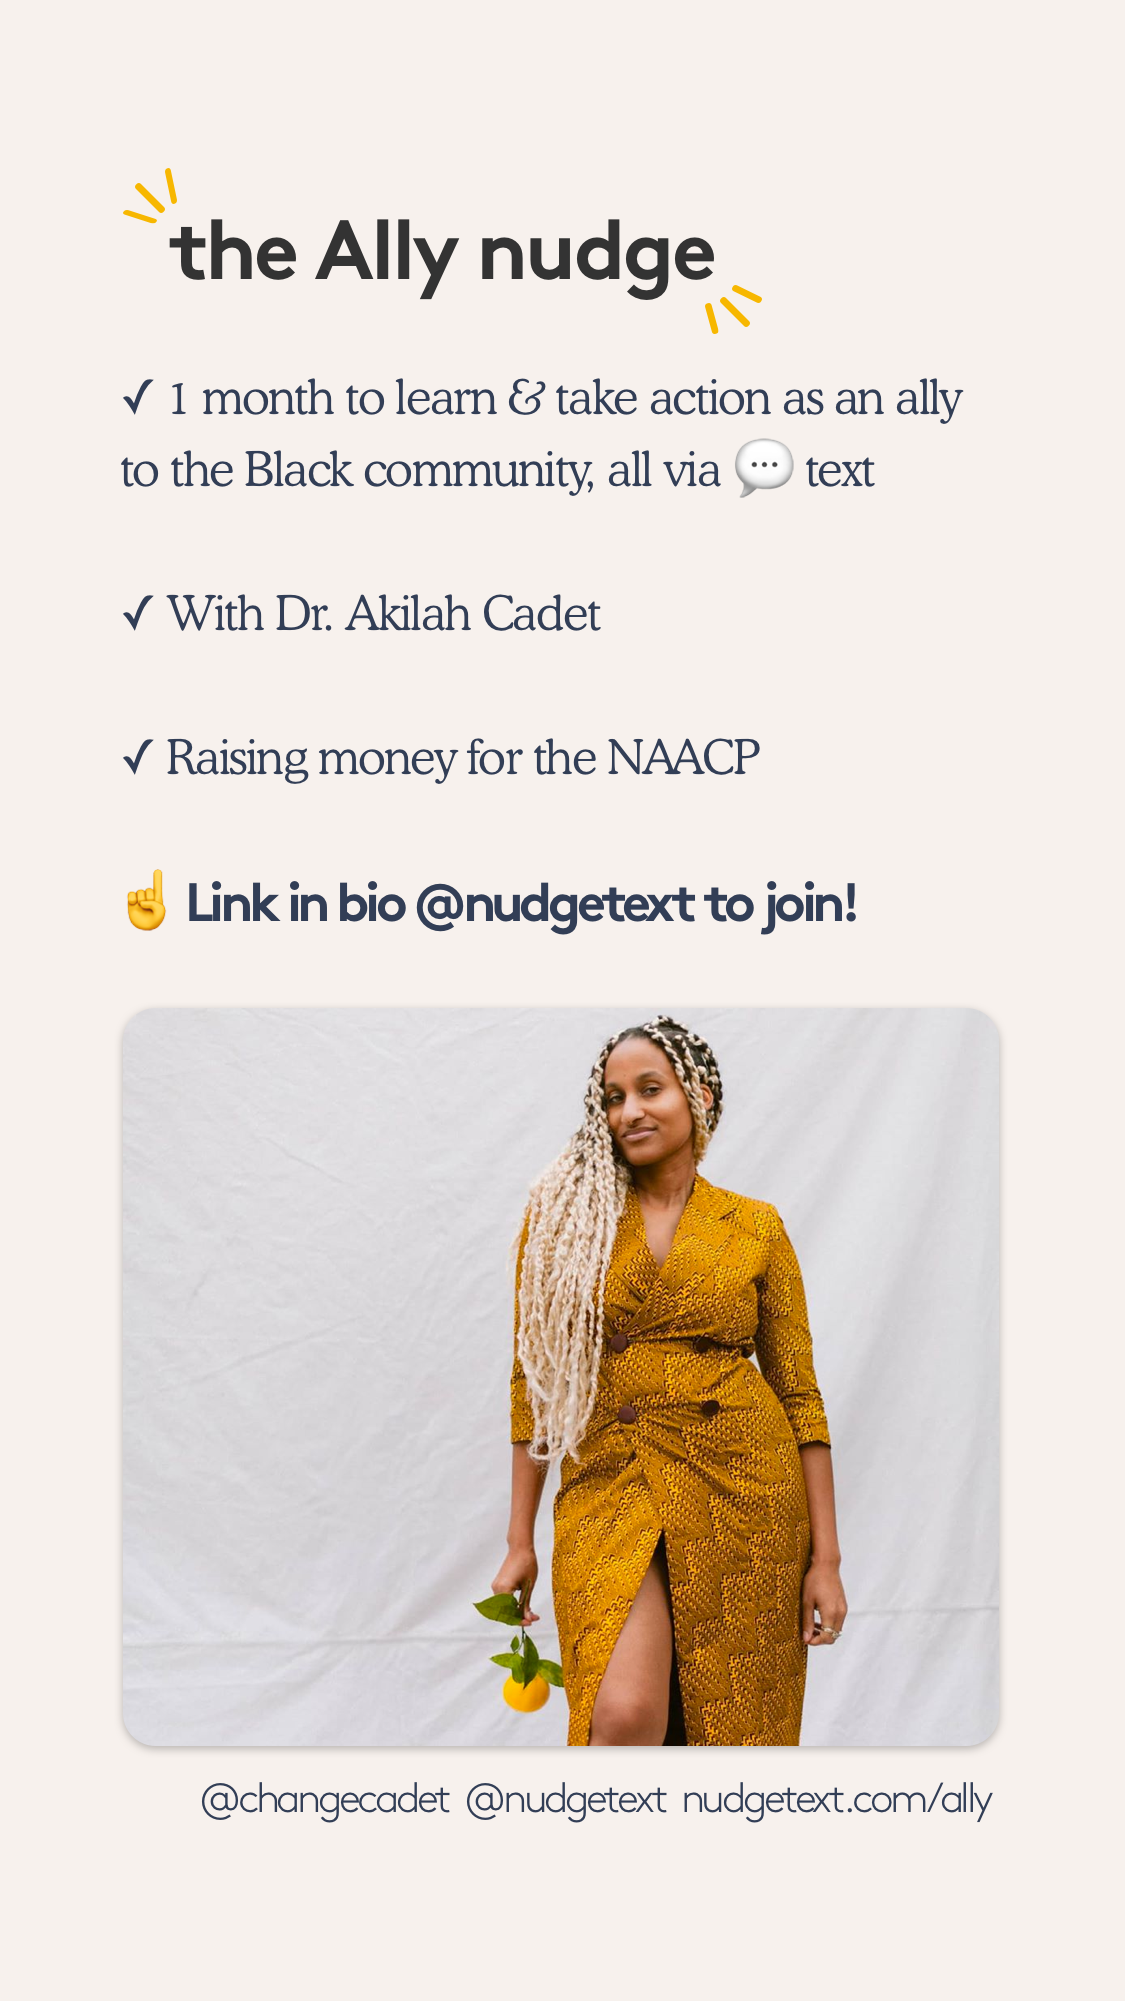 the Ally nudge
✓ 1 month to learn & take action as an ally
to the Black community, all via 💬 text
✓ With Dr. Akilah Cadet
✓ Raising money for the NAACP
☝️ Link in bio @nudgetext to join!
@changecadet @nudgetext nudgetext.com/ally